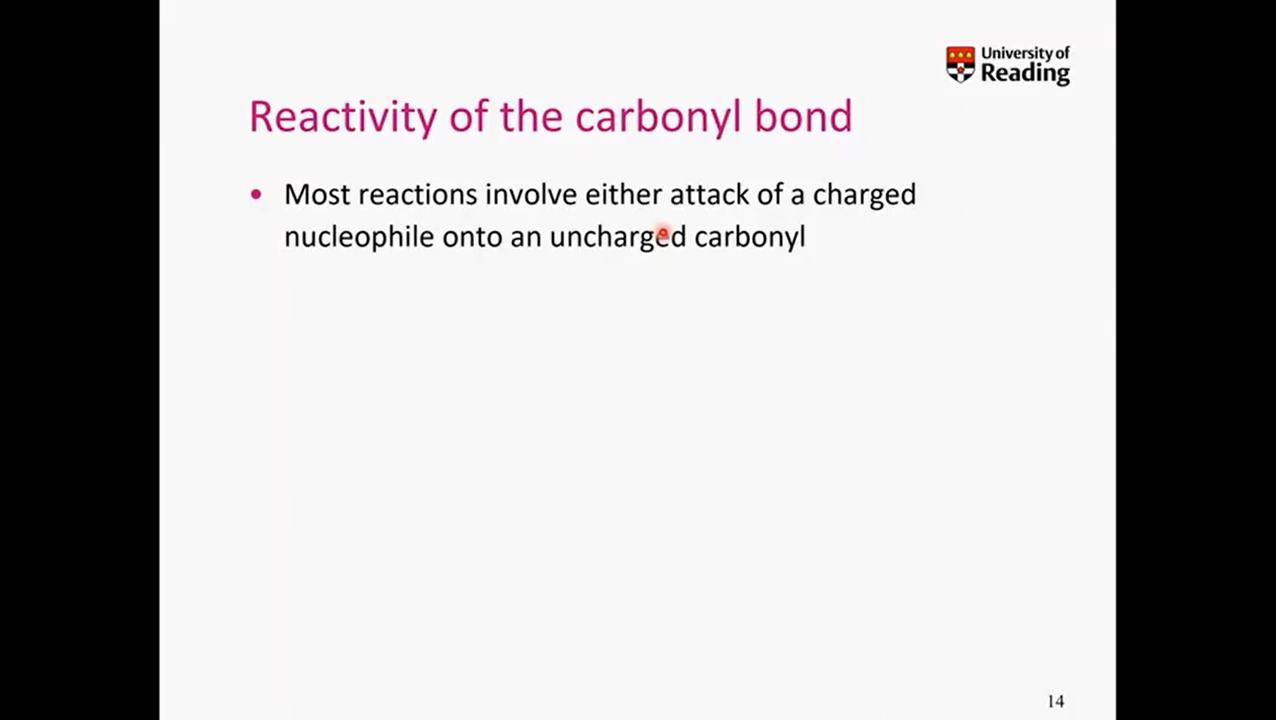 University of
Reading
Reactivity of the carbonyl bond
• Most reactions involve either attack of a charged
nucleophile onto an uncharged carbonyl
14